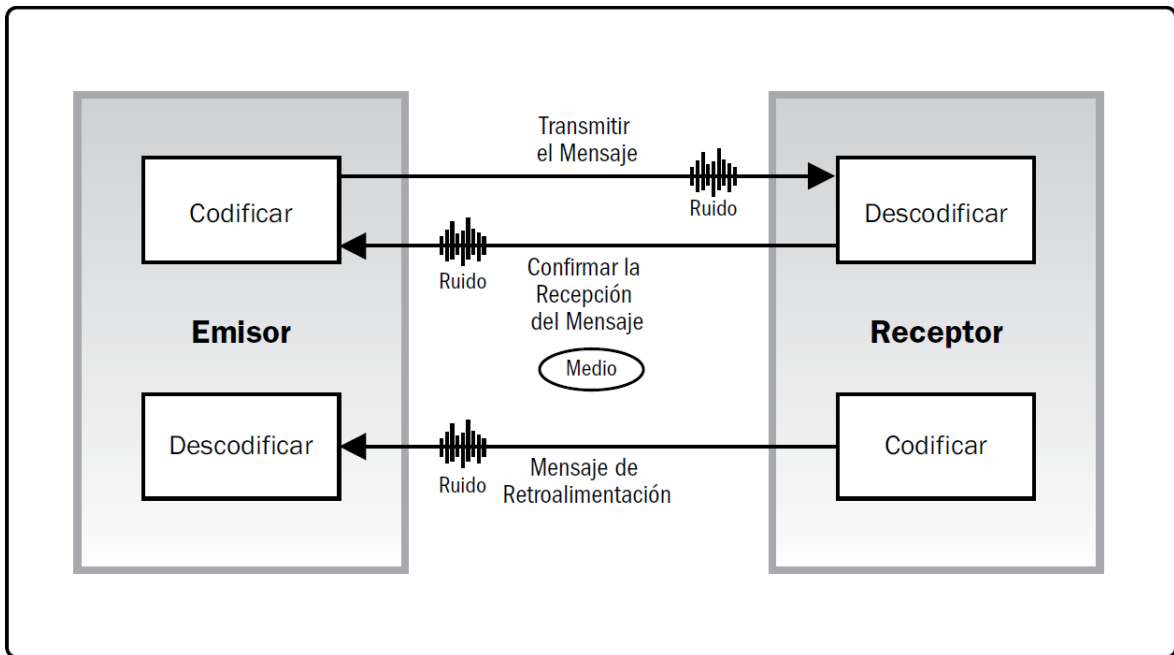 Transmitir
el Mensaje
Codificar
Ruido
Descodificar
Ruido
Confirmar la
Recepción
del Mensaje
Emisor
Receptor
Medio
Descodificar
Ruido
Mensaje de
Retroalimentación
Codificar